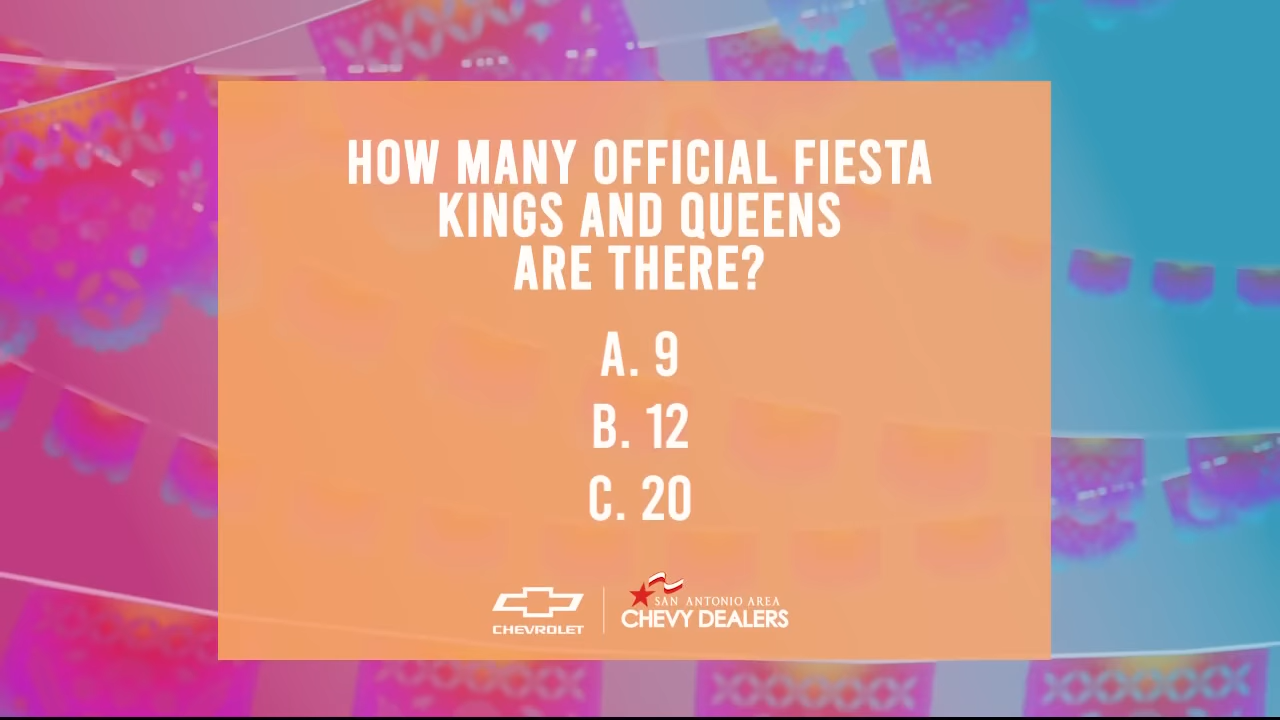 HOW MANY OFFICIAL FIESTA
KINGS AND QUEENS
ARE THERE?
A. 9
B. 12
C. 20
CHEVROLET
SAN ANTONIO AREA
CHEVY DEALERS